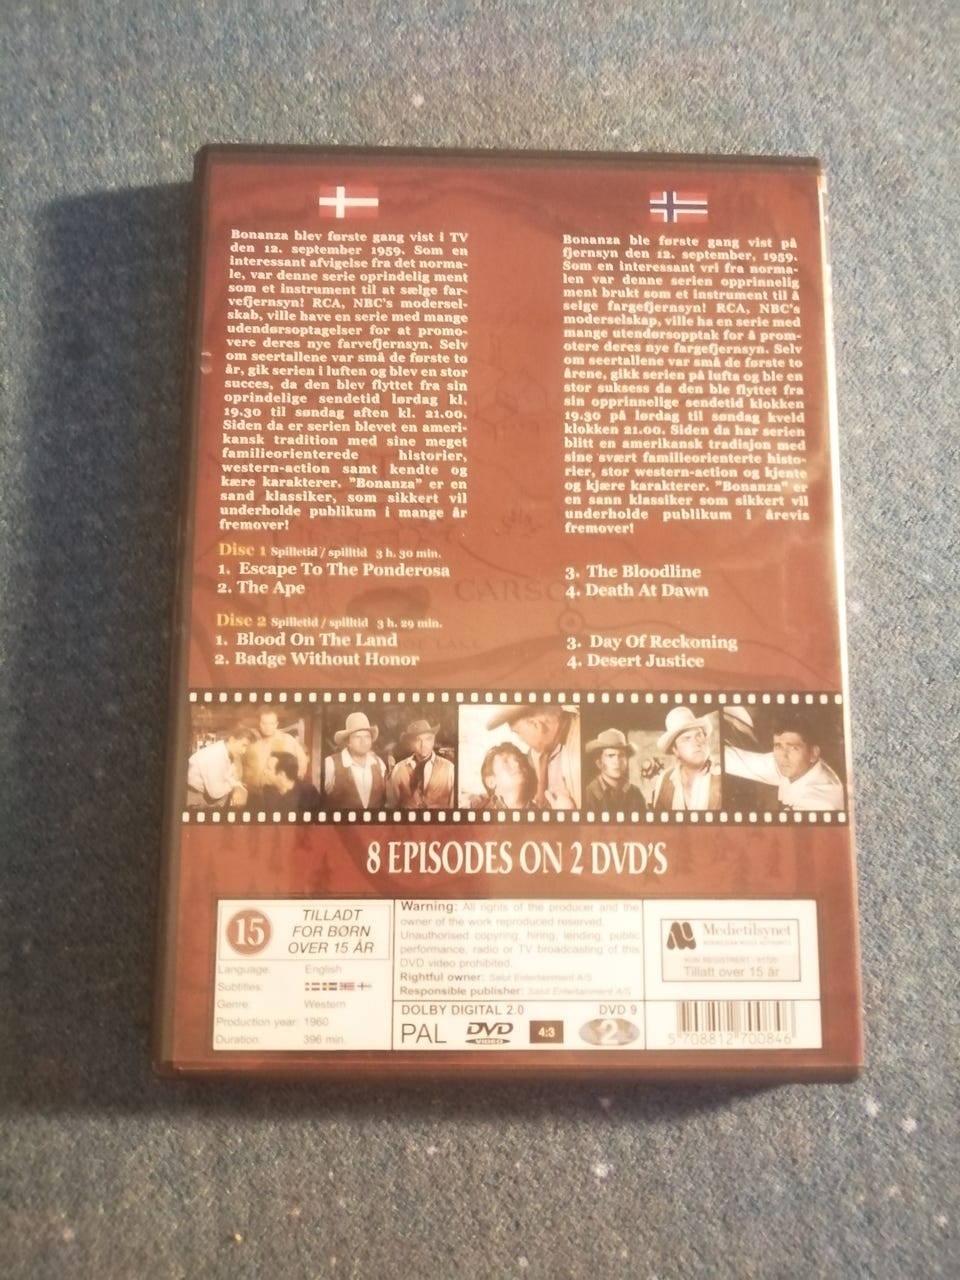 Bonanza blev første gang vist i TV
den 12. september 1959. Som en
interessant afvigelse fra det norma-
le, var denne serie oprindelig ment
som et instrument til at sælge far-
vefjernsyn! RCA, NBC's modersel-
skab, ville have en serie med mange
udendørsoptagelser for at promo-
vere deres nye farvefjernsyn. Selv
om seertallene var små de første to
år, gik serien i luften og blev en stor
succes, da den blev flyttet fra sin
oprindelige sendetid lørdag kl.
19.30 til søndag aften kl. 21.00.
Siden da er serien blevet en ameri-
kansk tradition med sine meget
familieorienterede historier,
western-action samt kendte og
kære karakterer. "Bonanza" er en
sand klassiker, som sikkert vil
underholde publikum i mange år
fremover!
Bonanza ble første gang vist på
fjernsyn den 12. september, 1959.
Som en interessant vri fra norma-
len var denne serien opprinnelig
ment brukt som et instrument til å
selge fargefjernsyn! RCA, NBC's
moderselskap, ville ha en serie med
mange utendørsopptak for å prom-
otere deres nye fargefjernsyn. Selv
om seertallene var små de første to
årene, gikk serien på lufta og ble en
stor suksess da den ble flyttet fra
sin opprinnelige sendetid klokken
19.30 på lørdag til søndag kveld
klokken 21.00. Siden da har serien
blitt en amerikansk tradisjon med
sine svært familieorienterte histo-
rier, stor western-action og kjente
og kjære karakterer. "Bonanza" er
en sann klassiker som sikkert vil
underholde publikum i årevis
fremover!
Disc 1 Spilletid / spilltid 3 h. 30 min.
1. Escape To The Ponderosa
2. The Ape
3. The Bloodline
4. Death At Dawn
Disc 2 Spilletid / spilltid 3 h. 29 min.
1. Blood On The Land
2. Badge Without Honor
3. Day Of Reckoning
4. Desert Justice
8 EPISODES ON 2 DVD'S
15
TILLADT
FOR BØRN
OVER 15 ÅR
Language: English
Subtitles:
Genre: Western
Production year: 1960
Duration: 396 min.
Warning: All rights of the producer and the
owner of the work reproduced reserved.
Unauthorised copying, hiring, lending, public
performance, radio or TV broadcasting of this
DVD video prohibited.
Rightful owner: Salut Entertainment A/S
Responsible publisher: Salut Entertainment A/S
DOLBY DIGITAL 2.0 DVD 9
PAL DVD VIDEO 4:3 2
Medietilsynet
NORWEGIAN MEDIA AUTHORITY
Tillatt over 15 år
5 708812 700846